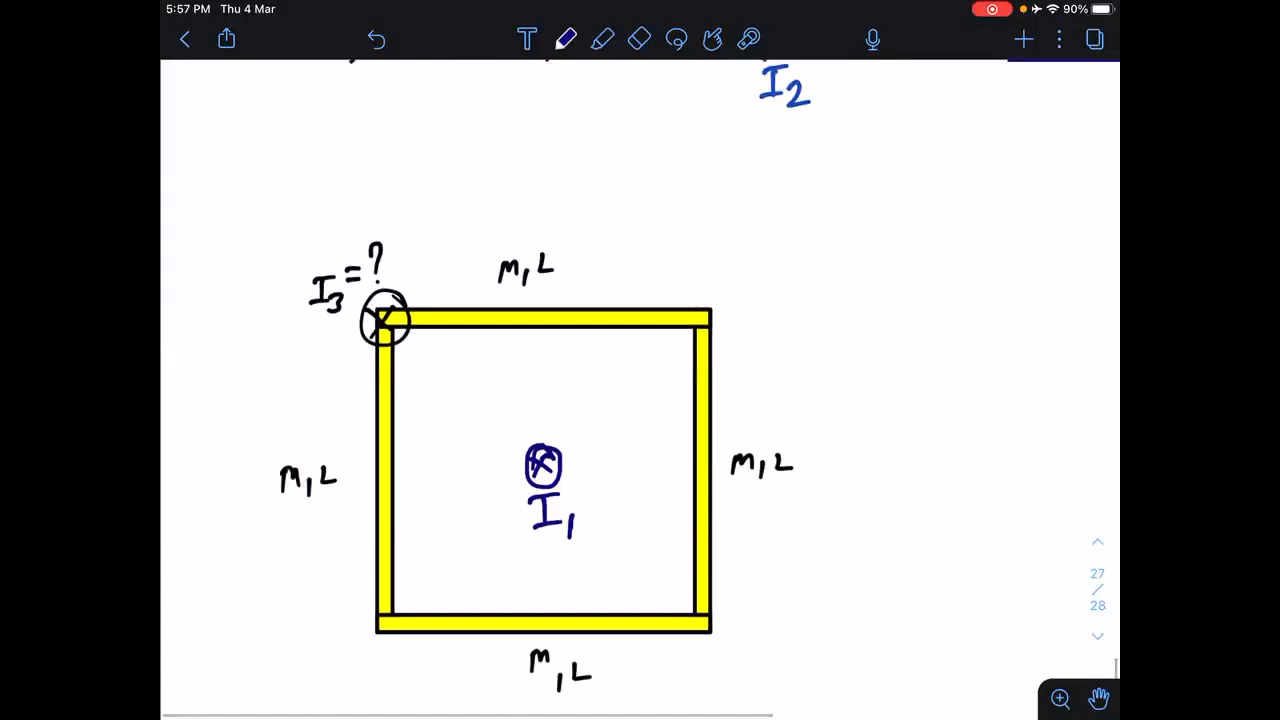 5:57 PM Thu 4 Mar
90%
T
I2
I3 = ?
m, L
m, L
m, L
I1
m, L
27
/
28